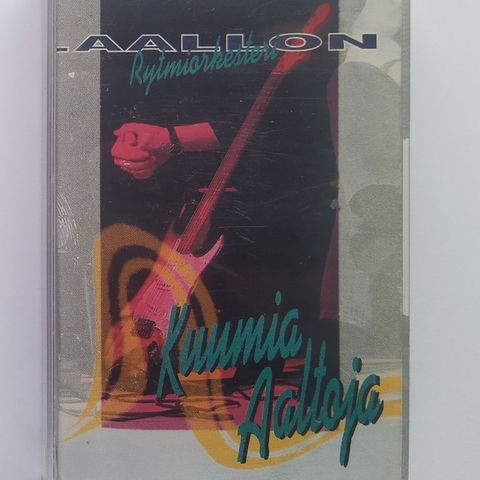 .AALLON
Rytmiorkesteri
Kuumia
Aaltoja